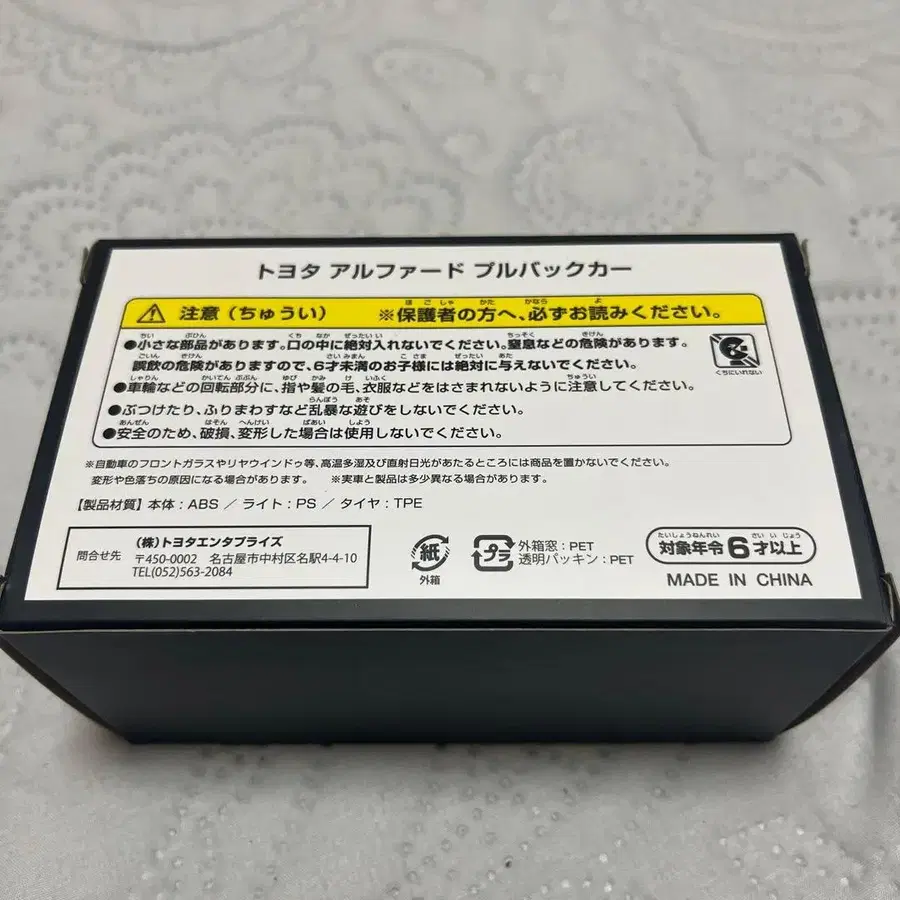 トヨタ アルファード プルバックカー
注意（ちゅうい） ※保護者の方へ、必ずお読みください。
●小さな部品があります。口の中に絶対入れないでください。窒息などの危険があります。
誤飲の危険がありますので、6才未満のお子様には絶対に与えないでください。
●車輪などの回転部分に、指や髪の毛、衣服などをはさまれないように注意してください。
●ぶつけたり、ふりまわすなど乱暴な遊びをしないでください。
●安全のため、破損、変形した場合は使用しないでください。
くちにいれない
※自動車のフロントガラスやリヤウインドゥ等、高温多湿及び直射日光があたるところには商品を置かないでください。
変形や色落ちの原因になる場合があります。 ※実車と製品は多少異なる場合があります。
【製品材質】本体：ABS ／ ライト：PS ／ タイヤ：TPE
問合せ先
（株）トヨタエンタプライズ
〒450-0002 名古屋市中村区名駅4-4-10
TEL(052)563-2084
紙
外箱
プラ
外箱窓：PET
透明パッキン：PET
たいしょうねんれい さい いじょう
対象年令 6才以上
MADE IN CHINA